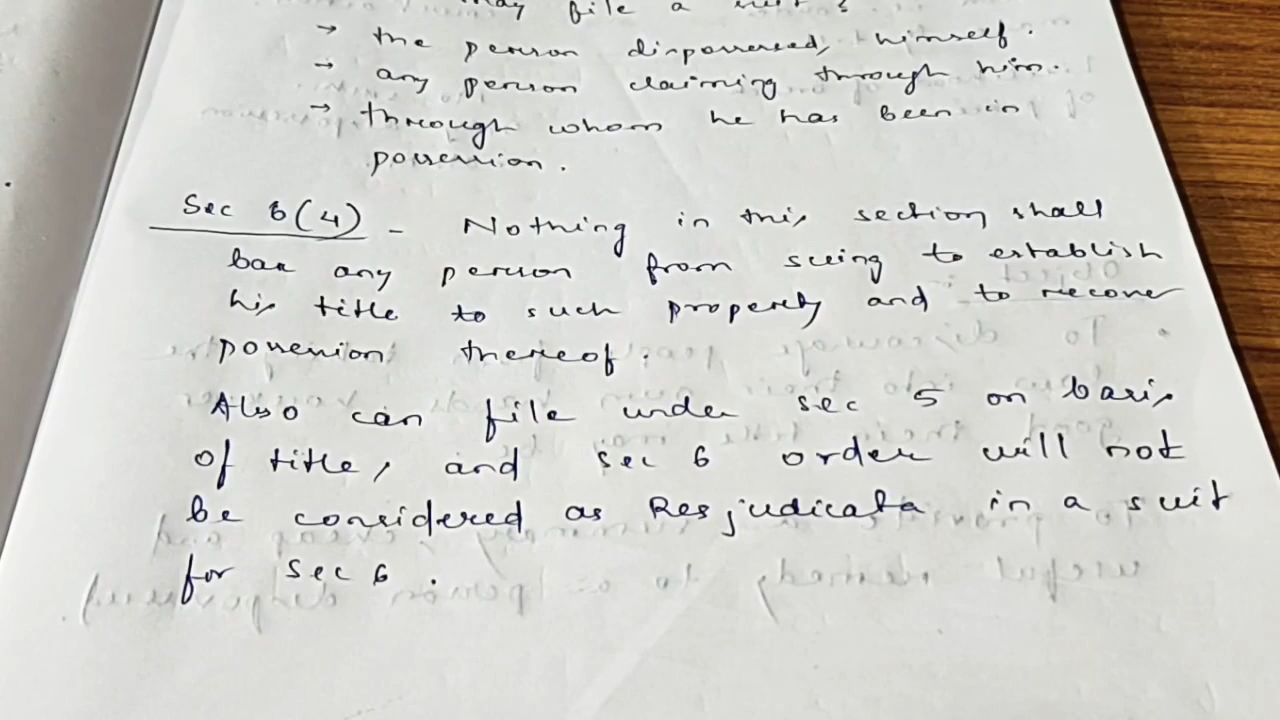 may file a suit?
→ the person dispossessed, himself.
→ any person claiming through him.
→ through whom he has been in
possession.
Sec 6(4) - Nothing in this section shall
bar any person from suing to establish
his title to such property and to recover
possession thereof.
Also can file under sec 5 on basis
of title, and sec 6 order will not
be considered as Res judicata in a suit
for sec 6.